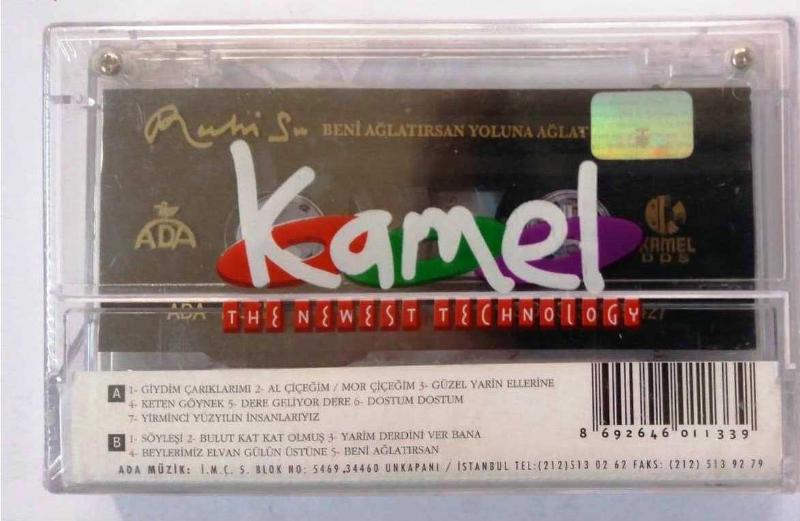 Ruhi Su BENİ AĞLATIRSAN YOLUNA AĞLAT
Kamel
ADA
KAMEL
DDS
ADA
THE NEWEST TECHNOLOGY
427
A 1- GİYDİM ÇARIKLARIMI 2- AL ÇİÇEĞİM / MOR ÇİÇEĞİM 3- GÜZEL YARİN ELLERİNE
4- KETEN GÖYNEK 5- DERE GELİYOR DERE 6- DOSTUM DOSTUM
7- YİRMİNCİ YÜZYILIN İNSANLARIYIZ
B 1- SÖYLEŞİ 2- BULUT KAT KAT OLMUŞ 3- YARİM DERDİNİ VER BANA
4- BEYLERİMİZ ELVAN GÜLÜN ÜSTÜNE 5- BENİ AĞLATIRSAN
8 692646 011339
ADA MÜZİK: İ.M.Ç. 5. BLOK NO: 5469 ,34460 UNKAPANI / İSTANBUL TEL:(212)513 02 62 FAKS: (212) 513 92 79